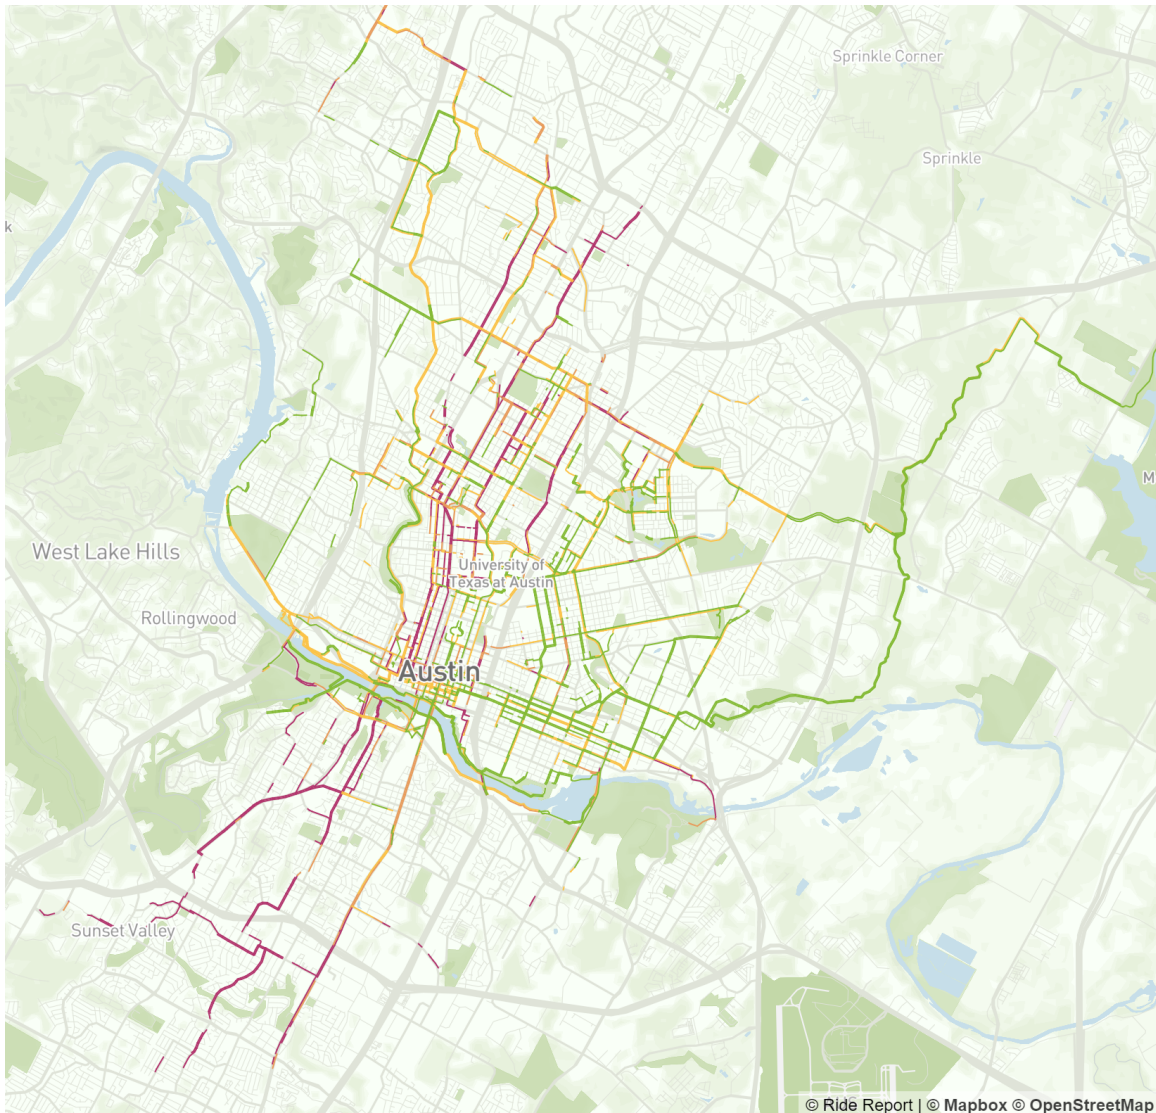 Sprinkle Corner
Sprinkle
k
M
West Lake Hills
University of
Texas at Austin
Rollingwood
Austin
Sunset Valley
© Ride Report | © Mapbox © OpenStreetMap